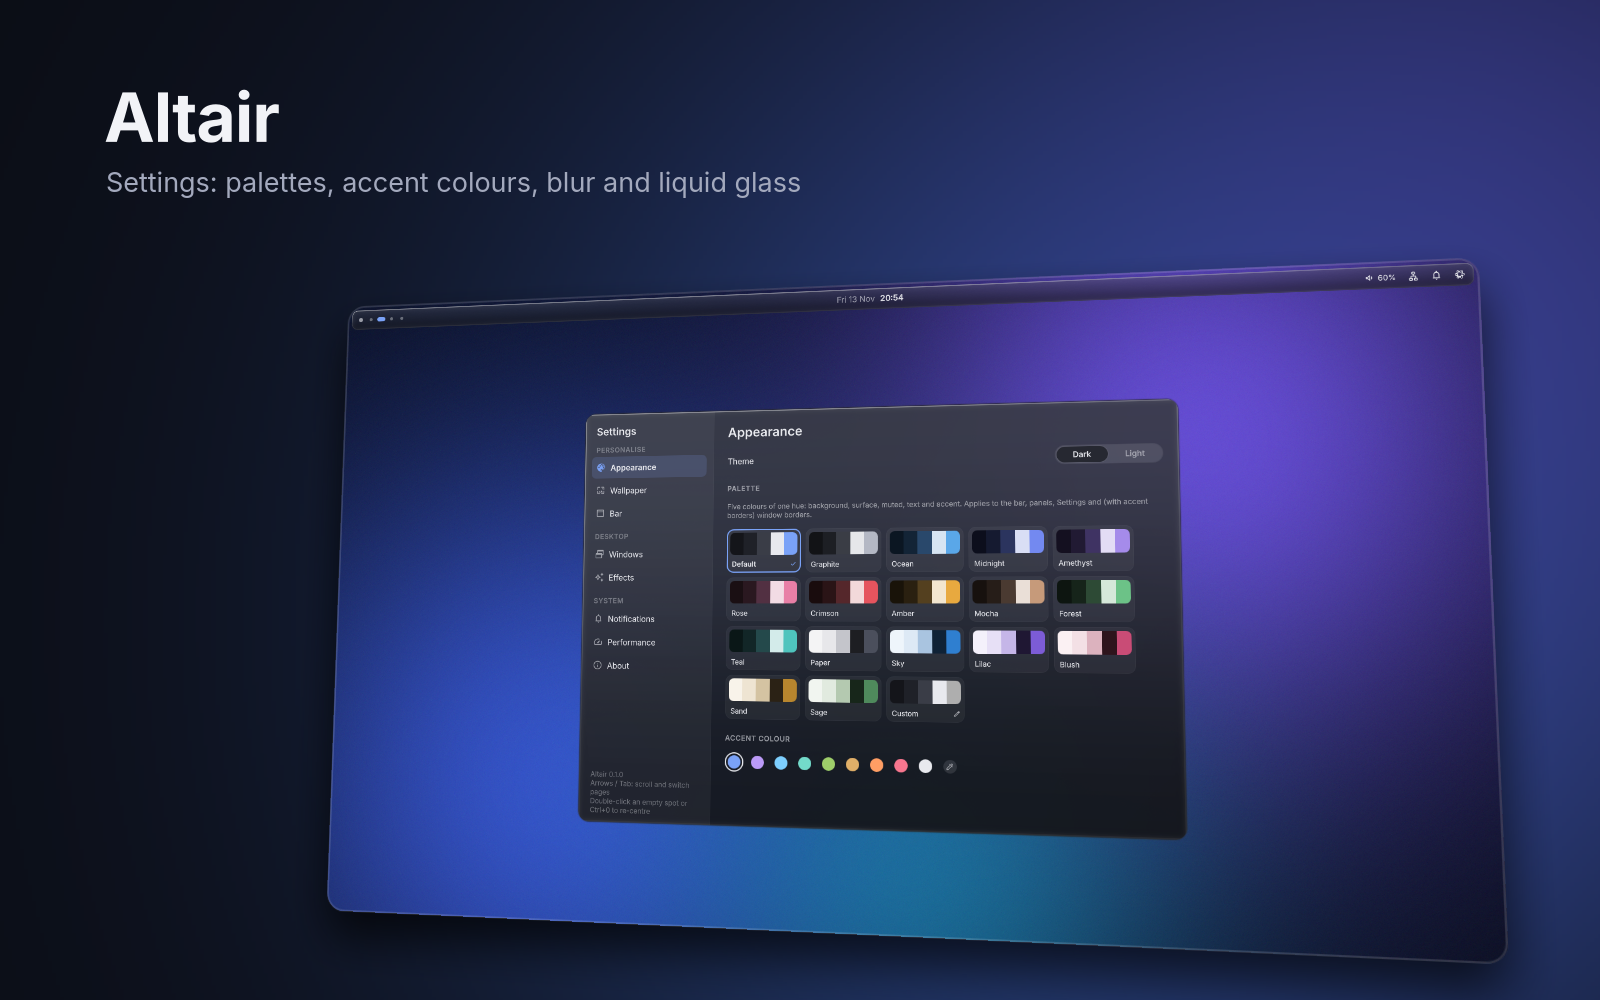 Altair
Settings: palettes, accent colours, blur and liquid glass
Fri 13 Nov 20:54
60%
Settings
PERSONALISE
Appearance
Wallpaper
Bar
DESKTOP
Windows
Effects
SYSTEM
Notifications
Performance
About
Altair 0.1.0
Arrows / Tab: scroll and switch
pages
Double-click an empty spot or
Ctrl+0 to re-centre
Appearance
Theme
Dark
Light
PALETTE
Five colours of one hue: background, surface, muted, text and accent. Applies to the bar, panels, Settings and (with accent
borders) window borders.
Default
Graphite
Ocean
Midnight
Amethyst
Rose
Crimson
Amber
Mocha
Forest
Teal
Paper
Sky
Lilac
Blush
Sand
Sage
Custom
ACCENT COLOUR